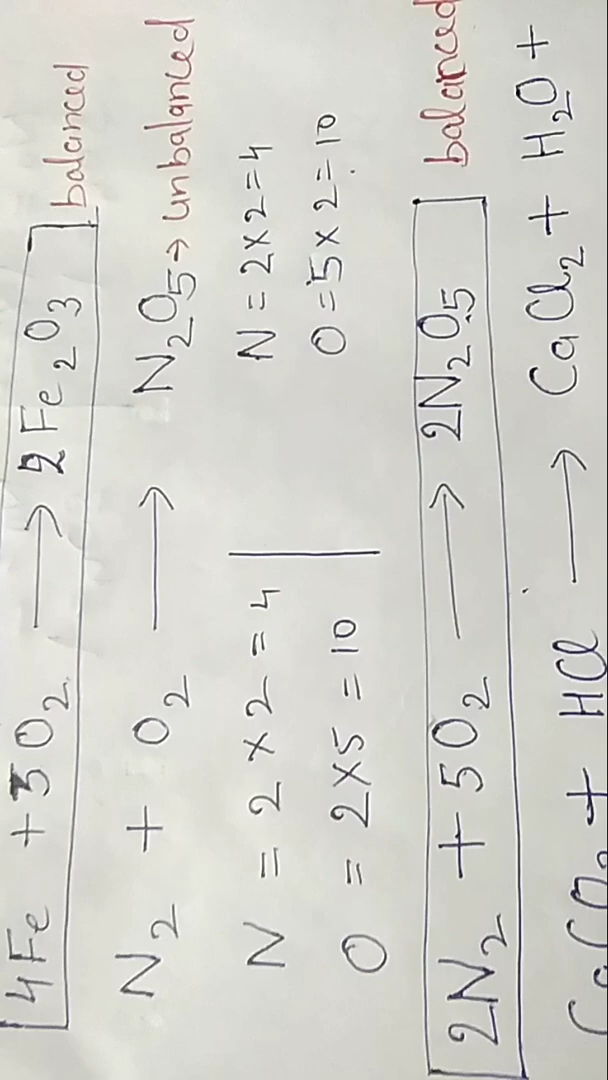 4Fe + 3O2 → 2Fe2O3 balanced
N2 + O2 → N2O5 → unbalanced
N = 2 × 2 = 4 | N = 2×2 = 4
O = 2×5 = 10 | O = 5×2 = 10
2N2 + 5O2 → 2N2O5 balanced
CaCO3 + HCl → CaCl2 + H2O +